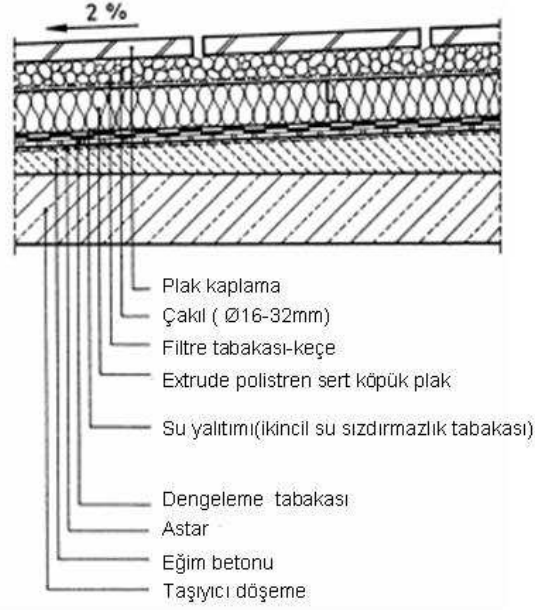 2 %
Plak kaplama
Çakıl ( Ø16-32mm)
Filtre tabakası-keçe
Extrude polistren sert köpük plak
Su yalıtımı(ikincil su sızdırmazlık tabakası)
Dengeleme tabakası
Astar
Eğim betonu
Taşıyıcı döşeme